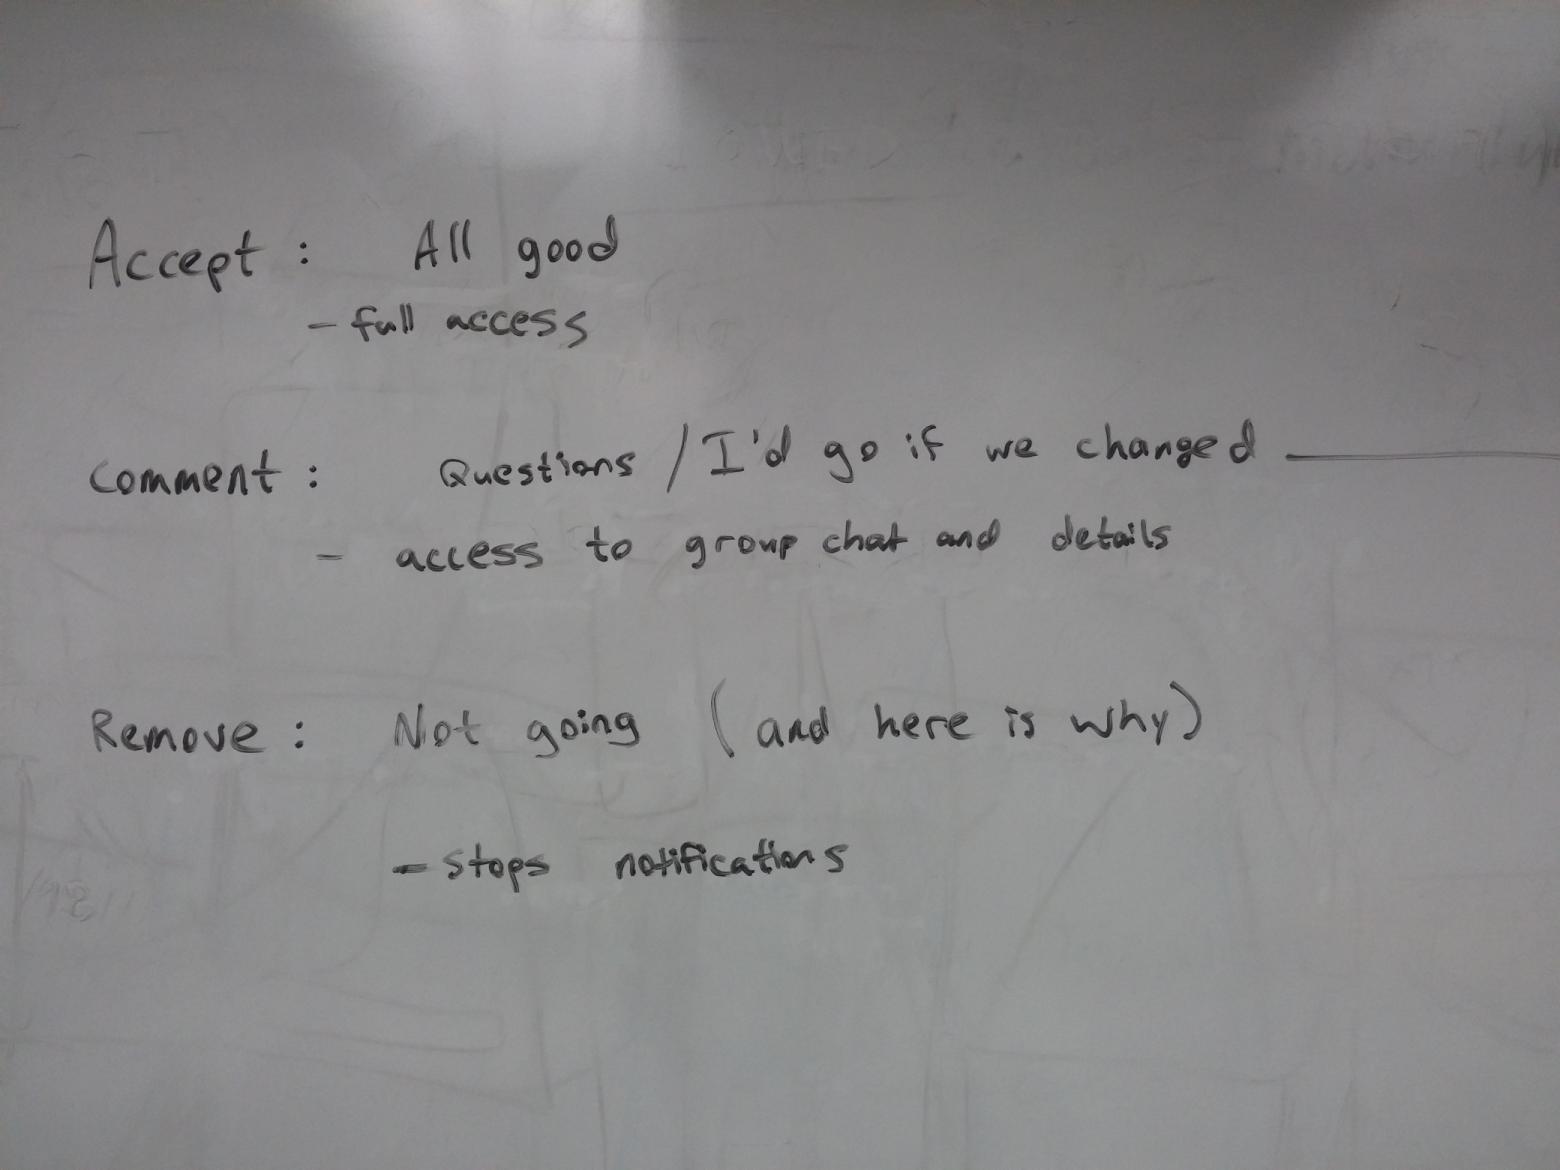 Accept : All good
- full access
Comment : Questions / I'd go if we changed ____
- access to group chat and details
Remove : Not going (and here is why)
- Stops notifications